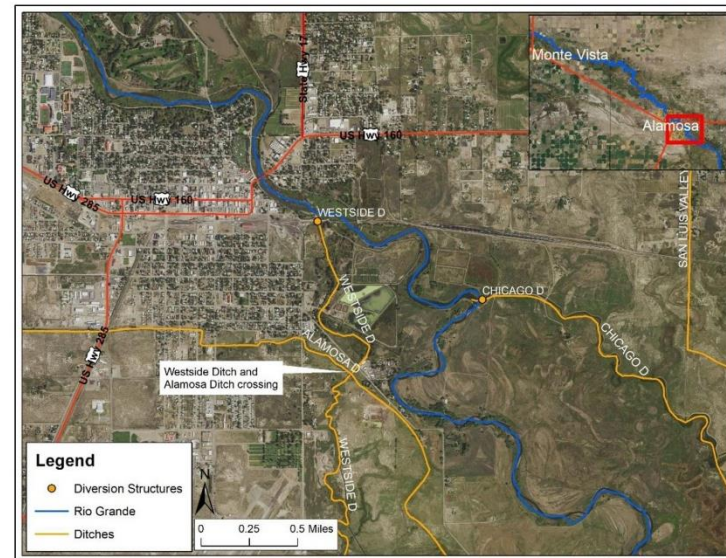 Monte Vista
Alamosa
State Hwy 17
US Hwy 160
US Hwy 285
US Hwy 160
WESTSIDE D
SAN LUIS VALLEY
WESTSIDE D
CHICAGO D
CHICAGO D
ALAMOSA D
US Hwy 285
Westside Ditch and
Alamosa Ditch crossing
WESTSIDE D
Legend
Diversion Structures
Rio Grande
Ditches
N
0 0.25 0.5 Miles